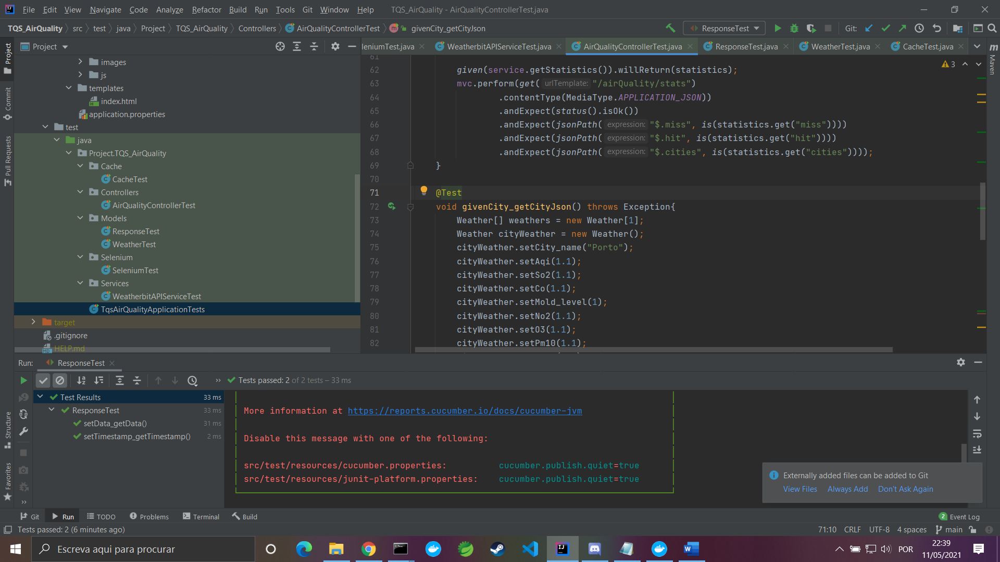 File Edit View Navigate Code Analyze Refactor Build Run Tools Git Window Help TQS_AirQuality - AirQualityControllerTest.java
TQS_AirQuality src test java Project TQS_AirQuality Controllers AirQualityControllerTest givenCity_getCityJson ResponseTest Git:
Project
leniumTest.java WeatherbitAPIServiceTest.java AirQualityControllerTest.java ResponseTest.java WeatherTest.java CacheTest.java
Project
Commit
Pull Requests
Structure
Favorites
Maven
images
js
templates
index.html
application.properties
test
java
Project.TQS_AirQuality
Cache
CacheTest
Controllers
AirQualityControllerTest
Models
ResponseTest
WeatherTest
Selenium
SeleniumTest
Services
WeatherbitAPIServiceTest
TqsAirQualityApplicationTests
target
.gitignore
HELP.md
3
61
62 given(service.getStatistics()).willReturn(statistics);
63 mvc.perform(get( urlTemplate: "/airQuality/stats")
64 .contentType(MediaType.APPLICATION_JSON))
65 .andExpect(status().isOk())
66 .andExpect(jsonPath( expression: "$.miss", is(statistics.get("miss"))))
67 .andExpect(jsonPath( expression: "$.hit", is(statistics.get("hit"))))
68 .andExpect(jsonPath( expression: "$.cities", is(statistics.get("cities"))));
69 }
70
71 @Test
72 void givenCity_getCityJson() throws Exception{
73 Weather[] weathers = new Weather[1];
74 Weather cityWeather = new Weather();
75 cityWeather.setCity_name("Porto");
76 cityWeather.setAqi(1.1);
77 cityWeather.setSo2(1.1);
78 cityWeather.setCo(1.1);
79 cityWeather.setMold_level(1);
80 cityWeather.setNo2(1.1);
81 cityWeather.setO3(1.1);
82 cityWeather.setPm10(1.1);
Run: ResponseTest
Tests passed: 2 of 2 tests – 33 ms
Test Results 33 ms
ResponseTest 33 ms
setData_getData() 31 ms
setTimestamp_getTimestamp() 2 ms
More information at https://reports.cucumber.io/docs/cucumber-jvm
Disable this message with one of the following:
src/test/resources/cucumber.properties: cucumber.publish.quiet=true
src/test/resources/junit-platform.properties: cucumber.publish.quiet=true
Externally added files can be added to Git
View Files Always Add Don't Ask Again
Git Run TODO Problems Terminal Build 2 Event Log
Tests passed: 2 (6 minutes ago) 71:10 CRLF UTF-8 4 spaces main
Escreva aqui para procurar
POR
22:39
11/05/2021